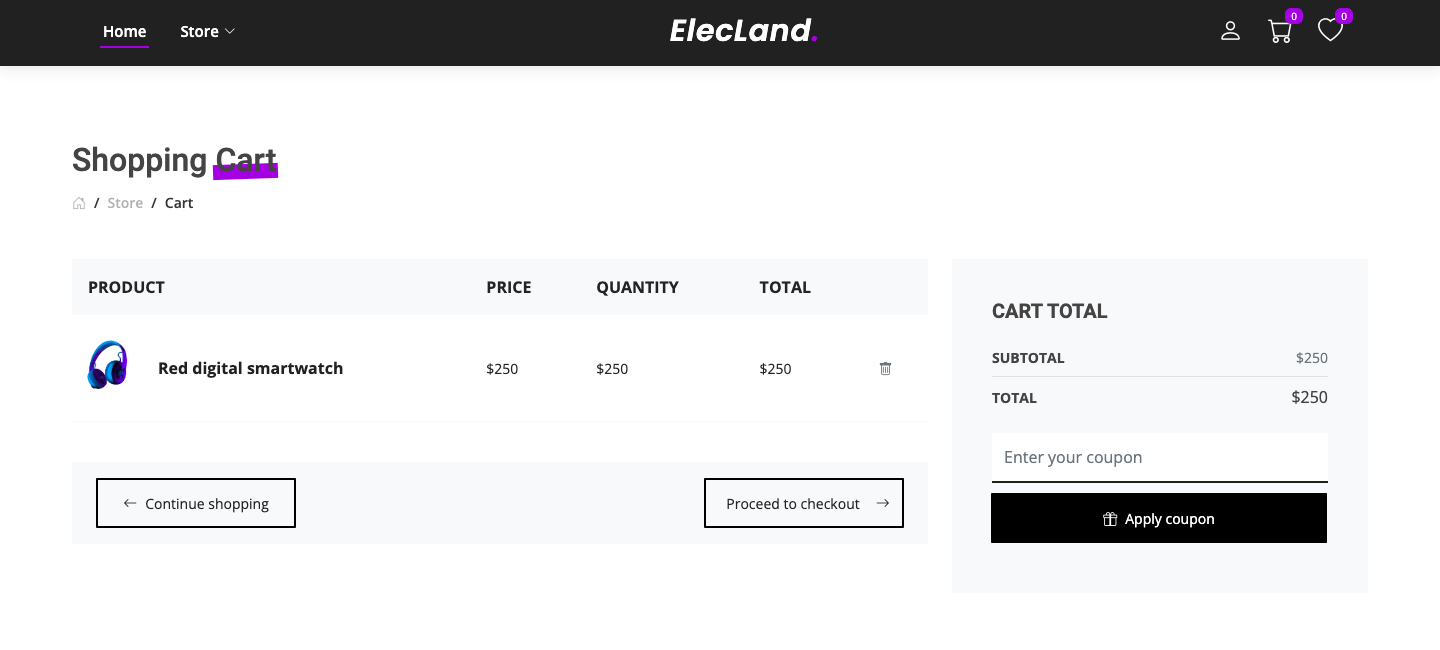 Home Store ElecLand. 0 0
Shopping Cart
/ Store / Cart
PRODUCT PRICE QUANTITY TOTAL
Red digital smartwatch $250 $250 $250
Continue shopping Proceed to checkout
CART TOTAL
SUBTOTAL $250
TOTAL $250
Enter your coupon
Apply coupon